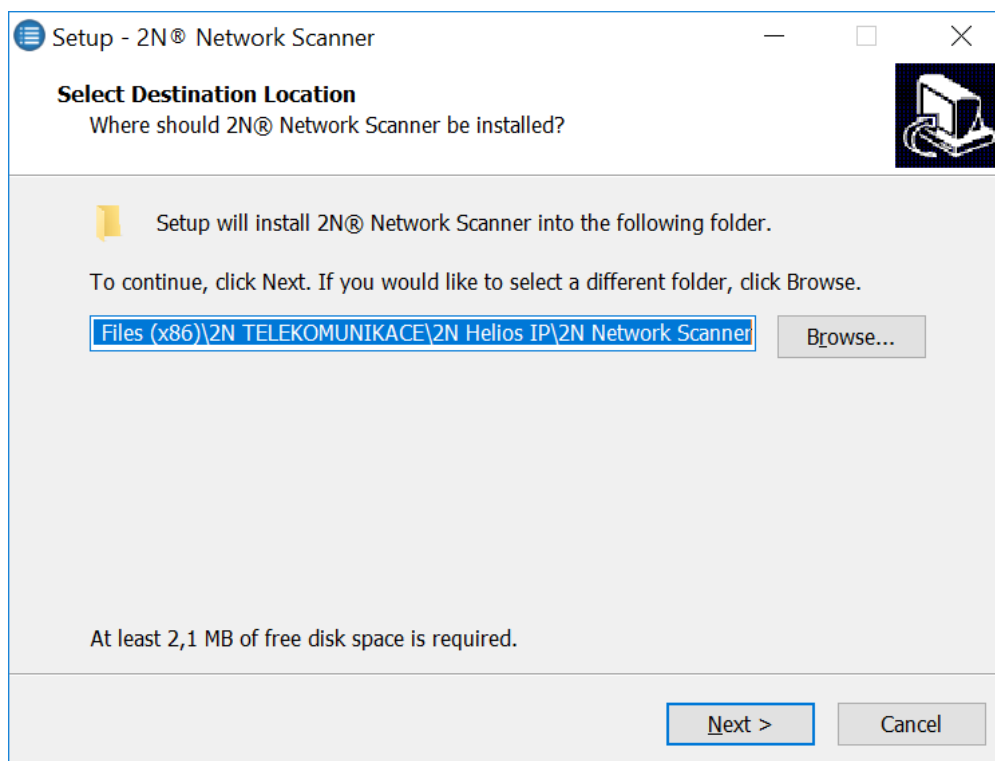 Setup - 2N® Network Scanner
Select Destination Location
Where should 2N® Network Scanner be installed?
Setup will install 2N® Network Scanner into the following folder.
To continue, click Next. If you would like to select a different folder, click Browse.
Files (x86)\2N TELEKOMUNIKACE\2N Helios IP\2N Network Scanner
Browse...
At least 2,1 MB of free disk space is required.
Next >
Cancel